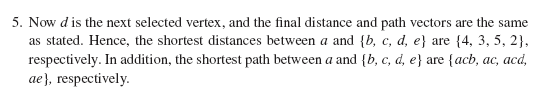 5. Now d is the next selected vertex, and the final distance and path vectors are the same
as stated. Hence, the shortest distances between a and {b, c, d, e} are {4, 3, 5, 2},
respectively. In addition, the shortest path between a and {b, c, d, e} are {acb, ac, acd,
ae}, respectively.